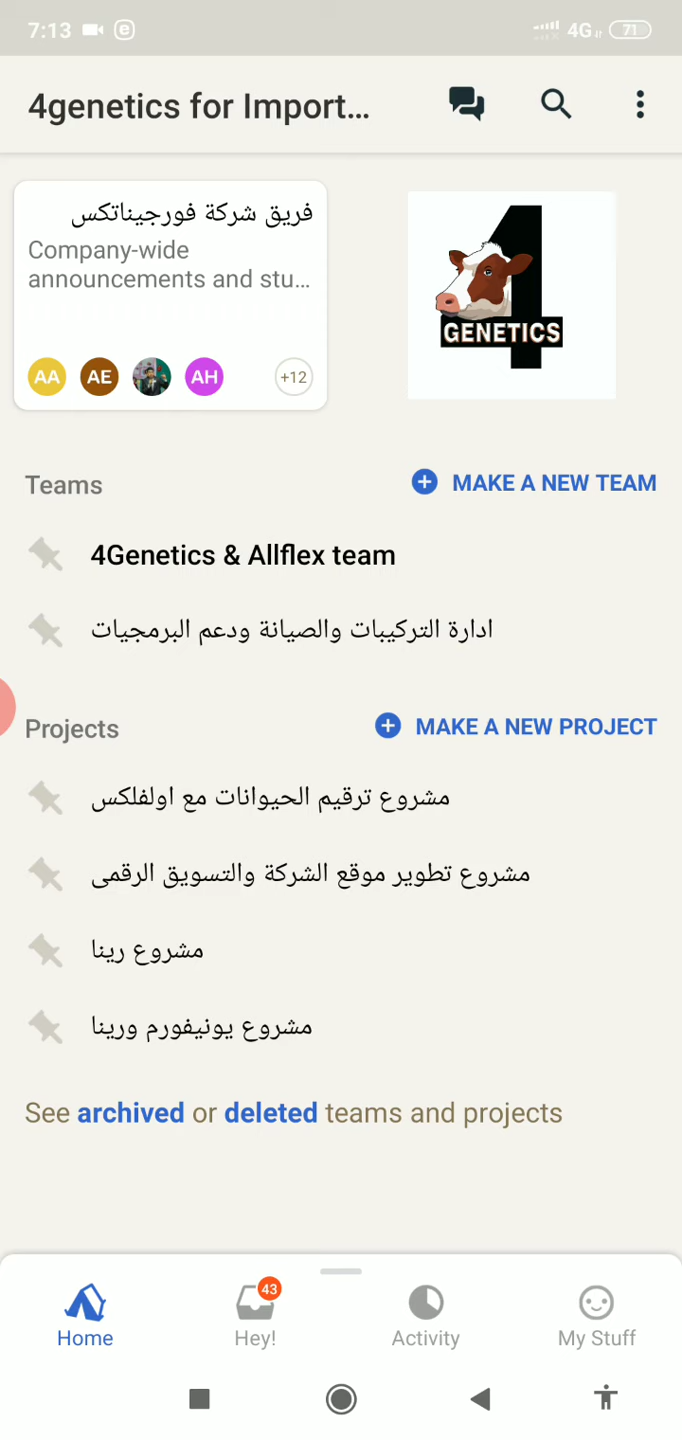 7:13 4G 71
4genetics for Import...
فريق شركة فورجيناتكس
Company-wide
announcements and stu...
AA AE AH +12
4
GENETICS
Teams MAKE A NEW TEAM
4Genetics & Allflex team
ادارة التركيبات والصيانة ودعم البرمجيات
Projects MAKE A NEW PROJECT
مشروع ترقيم الحيوانات مع اولفلكس
مشروع تطوير موقع الشركة والتسويق الرقمى
مشروع رينا
مشروع يونيفورم ورينا
See archived or deleted teams and projects
43
Home Hey! Activity My Stuff